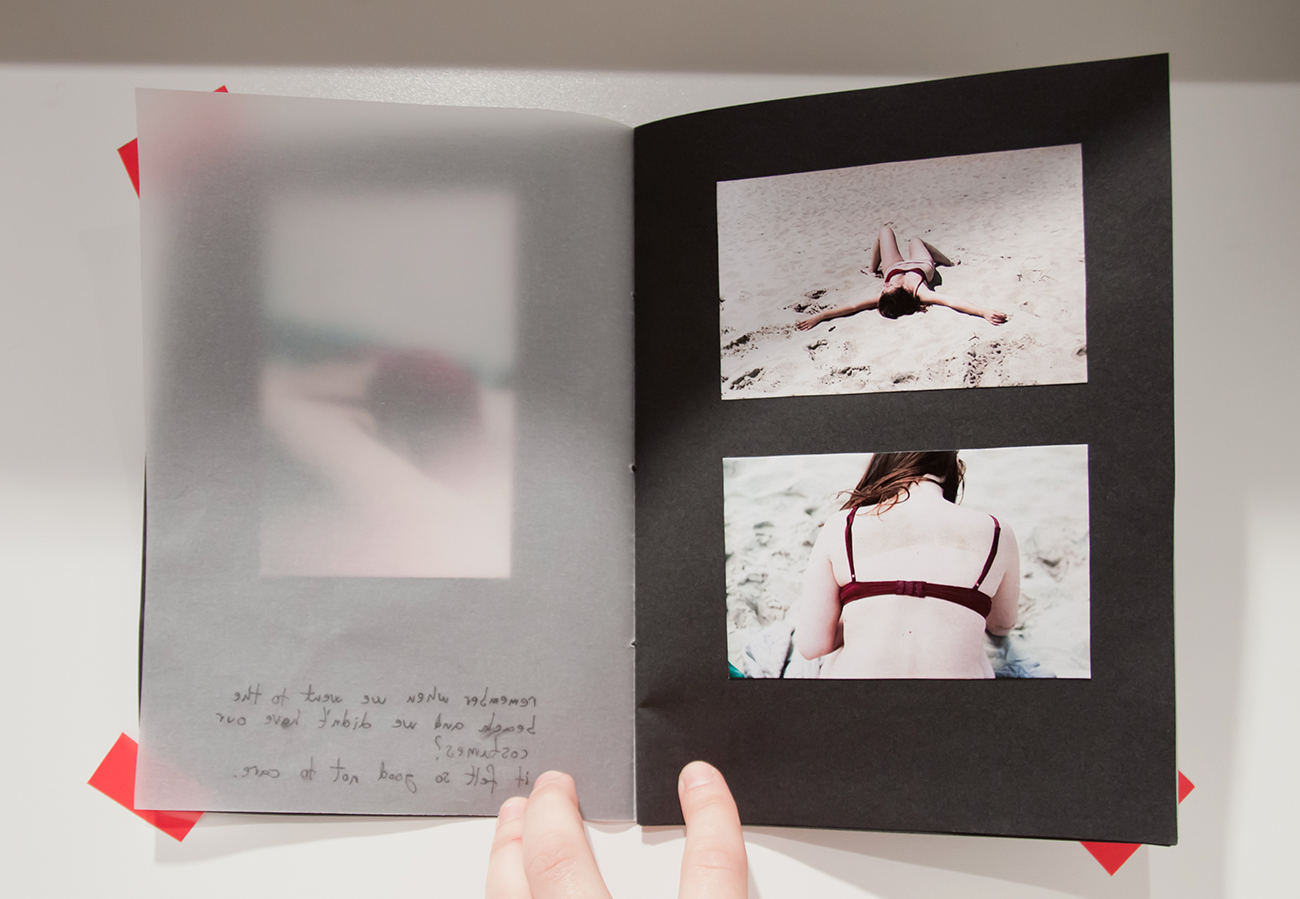 remember when we went to the
beach and we didn't have our
costumes?
it felt so good not to care.